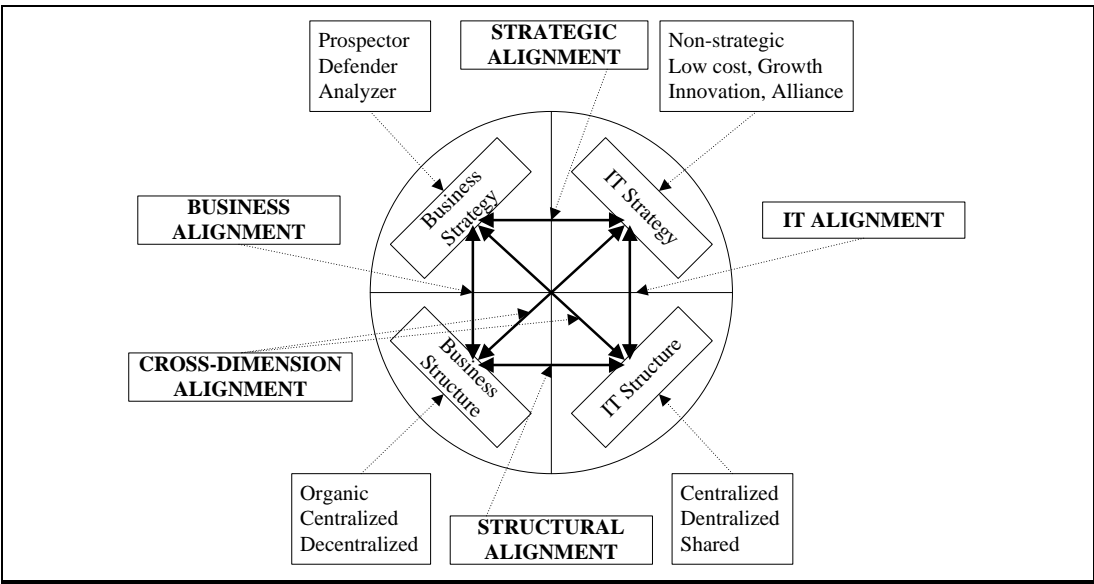 Prospector
Defender
Analyzer
STRATEGIC
ALIGNMENT
Non-strategic
Low cost, Growth
Innovation, Alliance
Business
Strategy
IT Strategy
BUSINESS
ALIGNMENT
IT ALIGNMENT
CROSS-DIMENSION
ALIGNMENT
Business
Structure
IT Structure
Organic
Centralized
Decentralized
STRUCTURAL
ALIGNMENT
Centralized
Dentralized
Shared